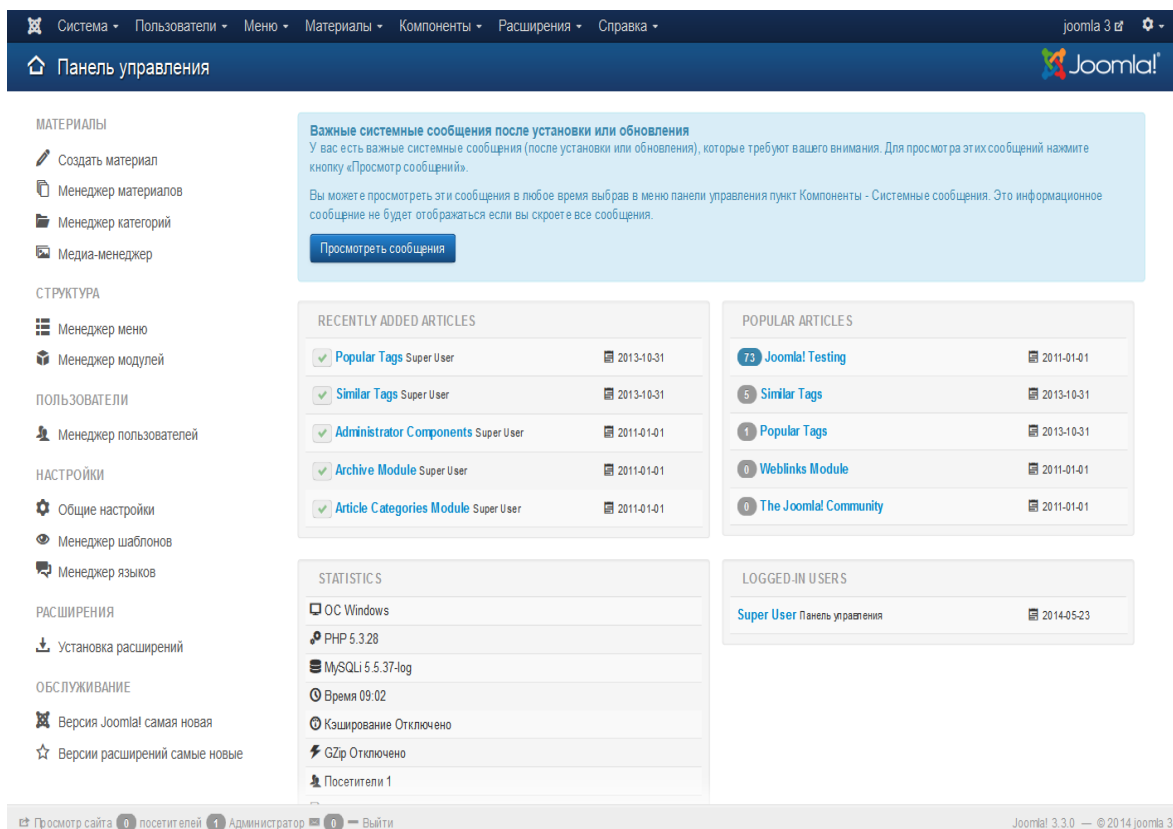 Система Пользователи Меню Материалы Компоненты Расширения Справка joomla 3
Панель управления Joomla!
МАТЕРИАЛЫ
Создать материал
Менеджер материалов
Менеджер категорий
Медиа-менеджер
СТРУКТУРА
Менеджер меню
Менеджер модулей
ПОЛЬЗОВАТЕЛИ
Менеджер пользователей
НАСТРОЙКИ
Общие настройки
Менеджер шаблонов
Менеджер языков
РАСШИРЕНИЯ
Установка расширений
ОБСЛУЖИВАНИЕ
Версия Joomla! самая новая
Версии расширений самые новые
Важные системные сообщения после установки или обновления
У вас есть важные системные сообщения (после установки или обновления), которые требуют вашего внимания. Для просмотра этих сообщений нажмите
кнопку «Просмотр сообщений».
Вы можете просмотреть эти сообщения в любое время выбрав в меню панели управления пункт Компоненты - Системные сообщения. Это информационное
сообщение не будет отображаться если вы скроете все сообщения.
Просмотреть сообщения
RECENTLY ADDED ARTICLES
Popular Tags Super User 2013-10-31
Similar Tags Super User 2013-10-31
Administrator Components Super User 2011-01-01
Archive Module Super User 2011-01-01
Article Categories Module Super User 2011-01-01
POPULAR ARTICLES
73 Joomla! Testing 2011-01-01
5 Similar Tags 2013-10-31
1 Popular Tags 2013-10-31
0 Weblinks Module 2011-01-01
0 The Joomla! Community 2011-01-01
STATISTICS
ОС Windows
PHP 5.3.28
MySQLi 5.5.37-log
Время 09:02
Кэширование Отключено
GZip Отключено
Посетители 1
LOGGED-IN USERS
Super User Панель управления 2014-05-23
Просмотр сайта 0 посетителей 1 Администратор 0 Выйти
Joomla! 3.3.0 — © 2014 joomla 3